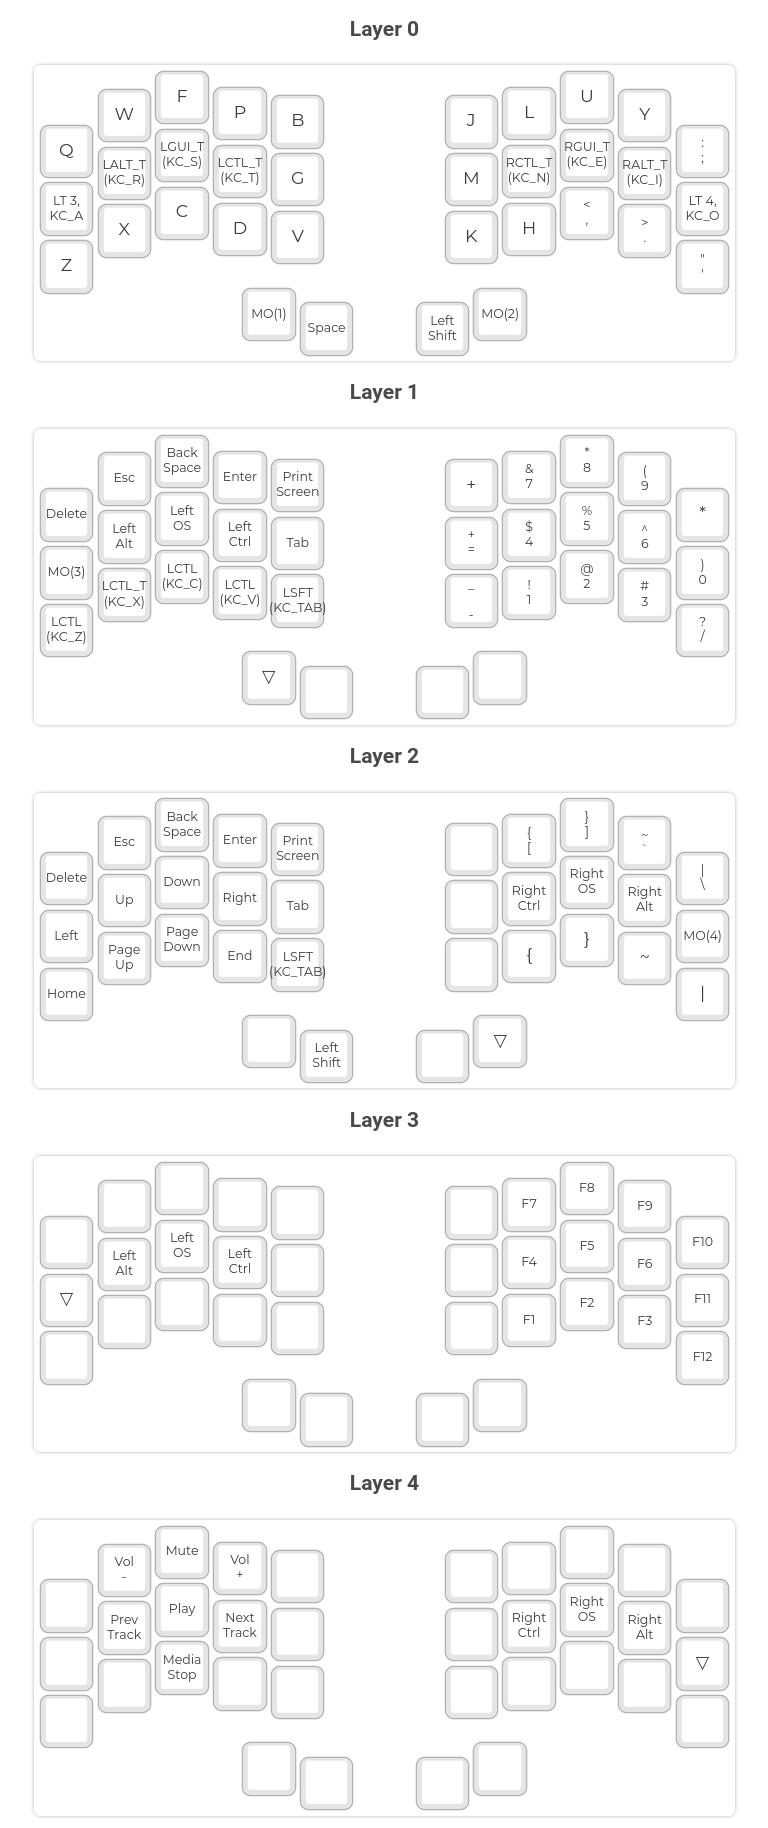 Layer 0
Q
W
F
P
B
J
L
U
Y
:
;
LT 3,
KC_A
LALT_T
(KC_R)
LGUI_T
(KC_S)
LCTL_T
(KC_T)
G
M
RCTL_T
(KC_N)
RGUI_T
(KC_E)
RALT_T
(KC_I)
LT 4,
KC_O
Z
X
C
D
V
K
H
<
,
>
.
"
'
MO(1)
Space
Left
Shift
MO(2)
Layer 1
Delete
Esc
Back
Space
Enter
Print
Screen
+
&
7
*
8
(
9
*
MO(3)
Left
Alt
Left
OS
Left
Ctrl
Tab
+
=
$
4
%
5
^
6
)
0
LCTL
(KC_Z)
LCTL_T
(KC_X)
LCTL
(KC_C)
LCTL
(KC_V)
LSFT
(KC_TAB)
_
-
!
1
@
2
#
3
?
/
▽
Layer 2
Delete
Esc
Back
Space
Enter
Print
Screen
{
[
}
]
~
`
|
\
Left
Up
Down
Right
Tab
Right
Ctrl
Right
OS
Right
Alt
MO(4)
Home
Page
Up
Page
Down
End
LSFT
(KC_TAB)
{
}
~
|
Left
Shift
▽
Layer 3
F7
F8
F9
F10
▽
Left
Alt
Left
OS
Left
Ctrl
F4
F5
F6
F11
F1
F2
F3
F12
Layer 4
Vol
-
Mute
Vol
+
Prev
Track
Play
Next
Track
Right
Ctrl
Right
OS
Right
Alt
▽
Media
Stop